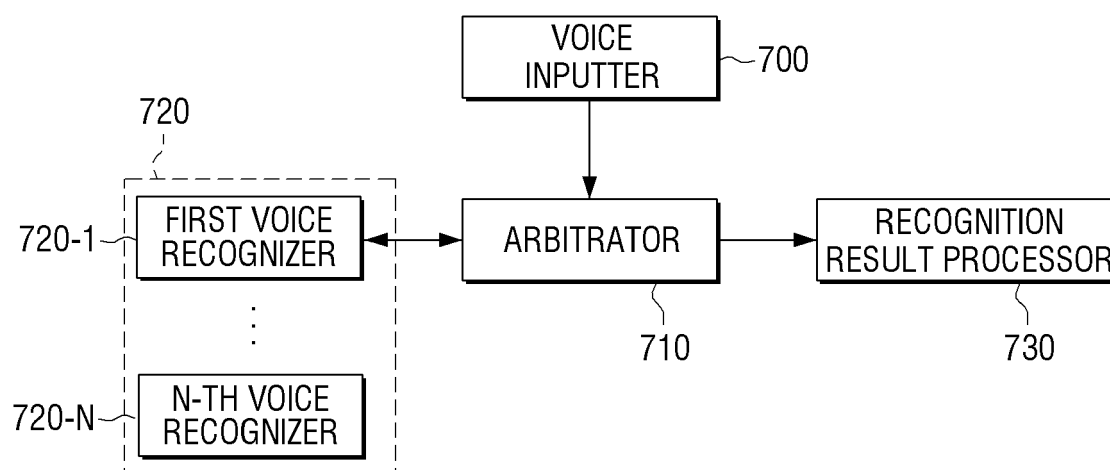 VOICE
INPUTTER
700
720
720-1
FIRST VOICE
RECOGNIZER
ARBITRATOR
710
RECOGNITION
RESULT PROCESSOR
730
720-N
N-TH VOICE
RECOGNIZER